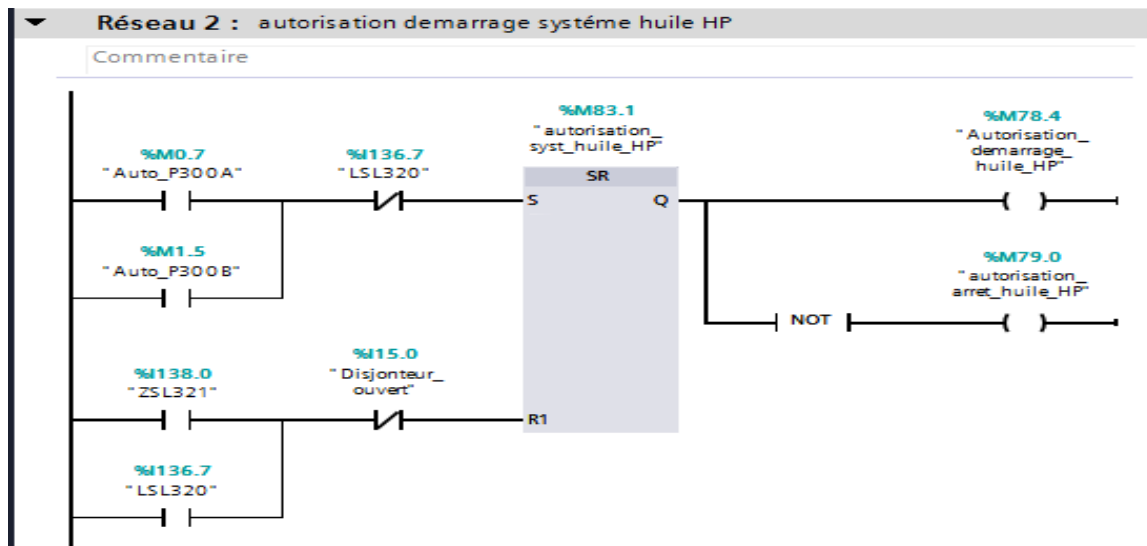 Réseau 2 : autorisation demarrage systéme huile HP
Commentaire
%M83.1
"autorisation_
syst_huile_HP"
SR
S
Q
R1
%M0.7
"Auto_P300A"
%I136.7
"LSL320"
%M78.4
"Autorisation_
demarrage_
huile_HP"
%M1.5
"Auto_P300B"
%M79.0
"autorisation_
arret_huile_HP"
NOT
%I138.0
"ZSL321"
%I15.0
"Disjonteur_
ouvert"
%I136.7
"LSL320"